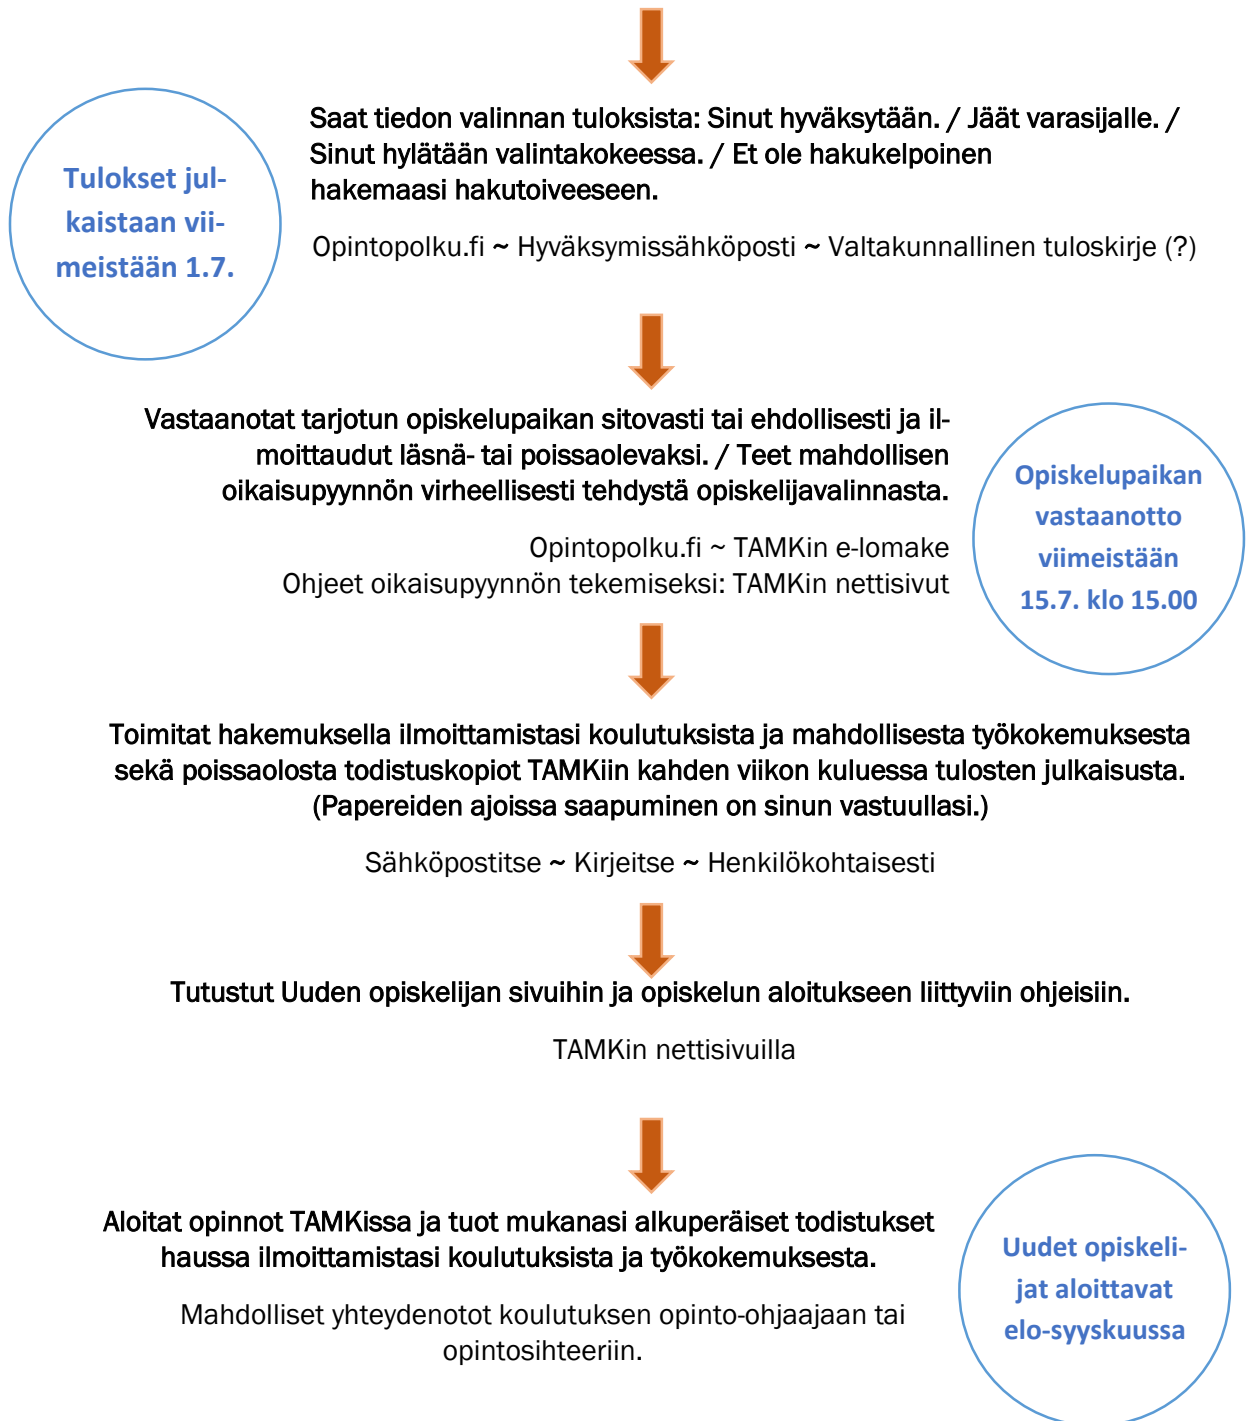 Tulokset jul-
kaistaan vii-
meistään 1.7.
Saat tiedon valinnan tuloksista: Sinut hyväksytään. / Jäät varasijalle. /
Sinut hylätään valintakokeessa. / Et ole hakukelpoinen
hakemaasi hakutoiveeseen.
Opintopolku.fi ~ Hyväksymissähköposti ~ Valtakunnallinen tuloskirje (?)
Vastaanotat tarjotun opiskelupaikan sitovasti tai ehdollisesti ja il-
moittaudut läsnä- tai poissaolevaksi. / Teet mahdollisen
oikaisupyynnön virheellisesti tehdystä opiskelijavalinnasta.
Opintopolku.fi ~ TAMKin e-lomake
Ohjeet oikaisupyynnön tekemiseksi: TAMKin nettisivut
Opiskelupaikan
vastaanotto
viimeistään
15.7. klo 15.00
Toimitat hakemuksella ilmoittamistasi koulutuksista ja mahdollisesta työkokemuksesta
sekä poissaolosta todistuskopiot TAMKiin kahden viikon kuluessa tulosten julkaisusta.
(Papereiden ajoissa saapuminen on sinun vastuullasi.)
Sähköpostitse ~ Kirjeitse ~ Henkilökohtaisesti
Tutustut Uuden opiskelijan sivuihin ja opiskelun aloitukseen liittyviin ohjeisiin.
TAMKin nettisivuilla
Aloitat opinnot TAMKissa ja tuot mukanasi alkuperäiset todistukset
haussa ilmoittamistasi koulutuksista ja työkokemuksesta.
Mahdolliset yhteydenotot koulutuksen opinto-ohjaajaan tai
opintosihteeriin.
Uudet opiskeli-
jat aloittavat
elo-syyskuussa